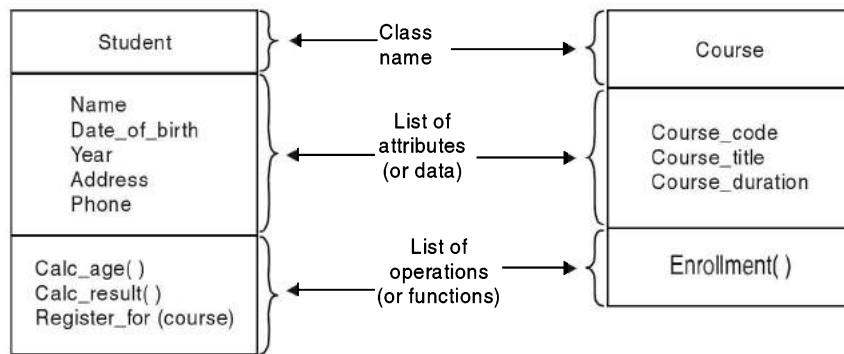 Student
Name
Date_of_birth
Year
Address
Phone
Calc_age( )
Calc_result( )
Register_for (course)
Class
name
List of
attributes
(or data)
List of
operations
(or functions)
Course
Course_code
Course_title
Course_duration
Enrollment( )